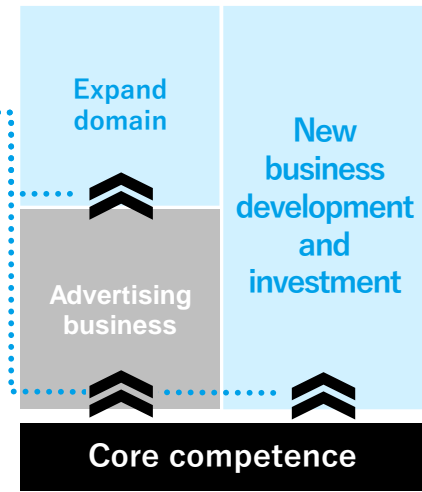 Expand
domain
New
business
development
and
investment
Advertising
business
Core competence